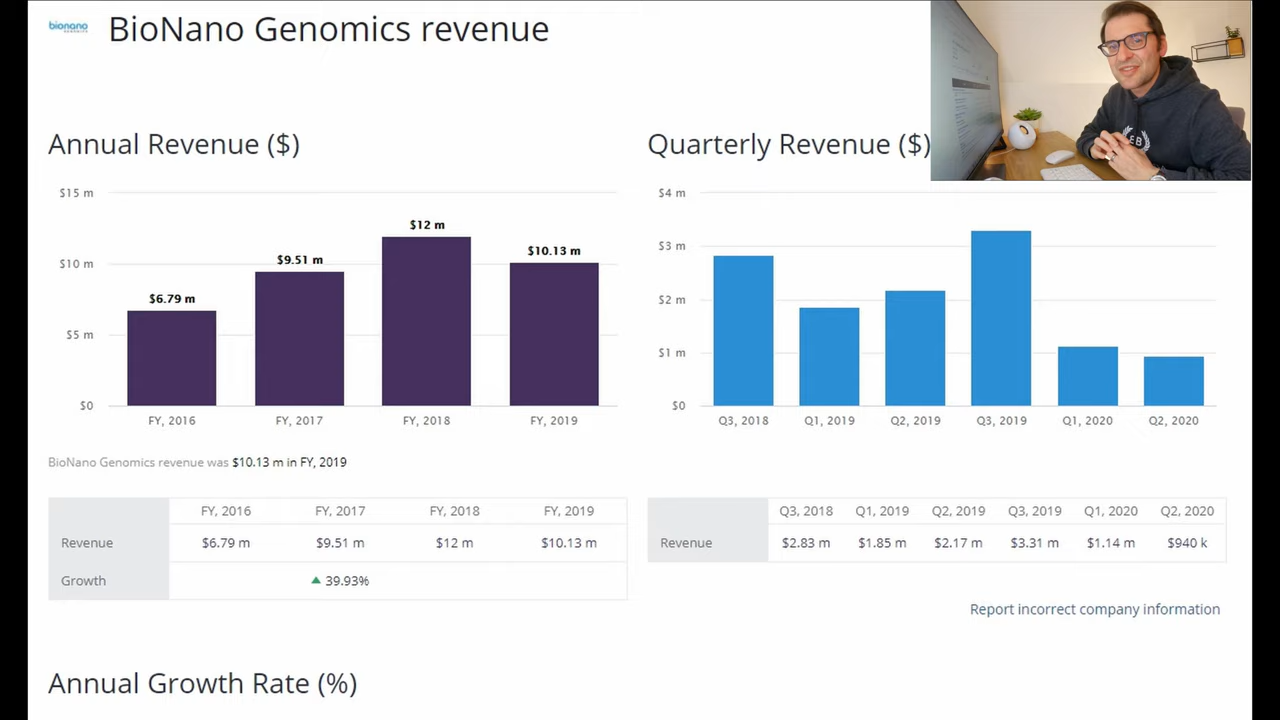 bionano
GENOMICS
BioNano Genomics revenue
Annual Revenue ($)
$15 m
$10 m
$5 m
$0
$6.79 m
$9.51 m
$12 m
$10.13 m
FY, 2016
FY, 2017
FY, 2018
FY, 2019
BioNano Genomics revenue was $10.13 m in FY, 2019
FY, 2016 FY, 2017 FY, 2018 FY, 2019
Revenue $6.79 m $9.51 m $12 m $10.13 m
Growth 39.93%
Quarterly Revenue ($)
$4 m
$3 m
$2 m
$1 m
$0
Q3, 2018
Q1, 2019
Q2, 2019
Q3, 2019
Q1, 2020
Q2, 2020
Q3, 2018 Q1, 2019 Q2, 2019 Q3, 2019 Q1, 2020 Q2, 2020
Revenue $2.83 m $1.85 m $2.17 m $3.31 m $1.14 m $940 k
Report incorrect company information
Annual Growth Rate (%)